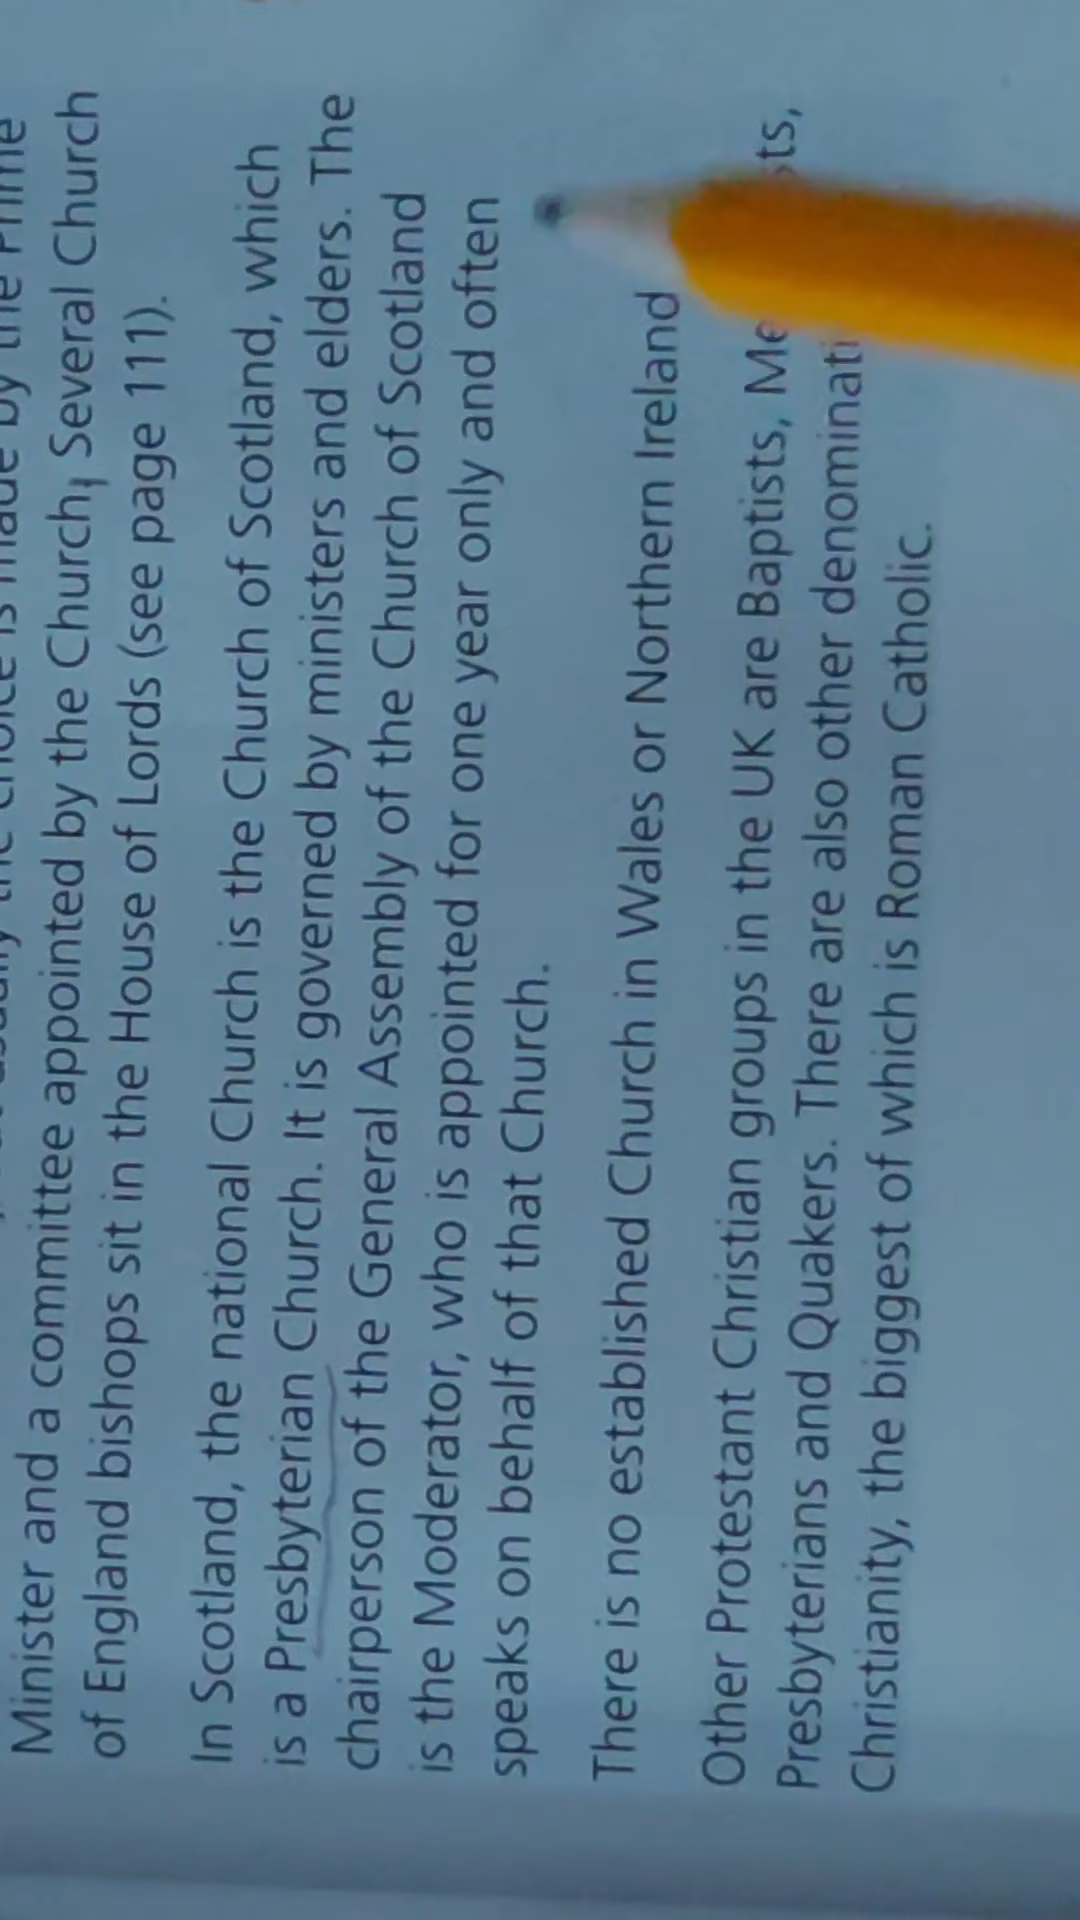 Minister and a committee appointed by the Church. Several Church
of England bishops sit in the House of Lords (see page 111).
In Scotland, the national Church is the Church of Scotland, which
is a Presbyterian Church. It is governed by ministers and elders. The
chairperson of the General Assembly of the Church of Scotland
is the Moderator, who is appointed for one year only and often
speaks on behalf of that Church.
There is no established Church in Wales or Northern Ireland
Other Protestant Christian groups in the UK are Baptists,
Presbyterians and Quakers. There are also other
Christianity, the biggest of which is Roman Catholic.